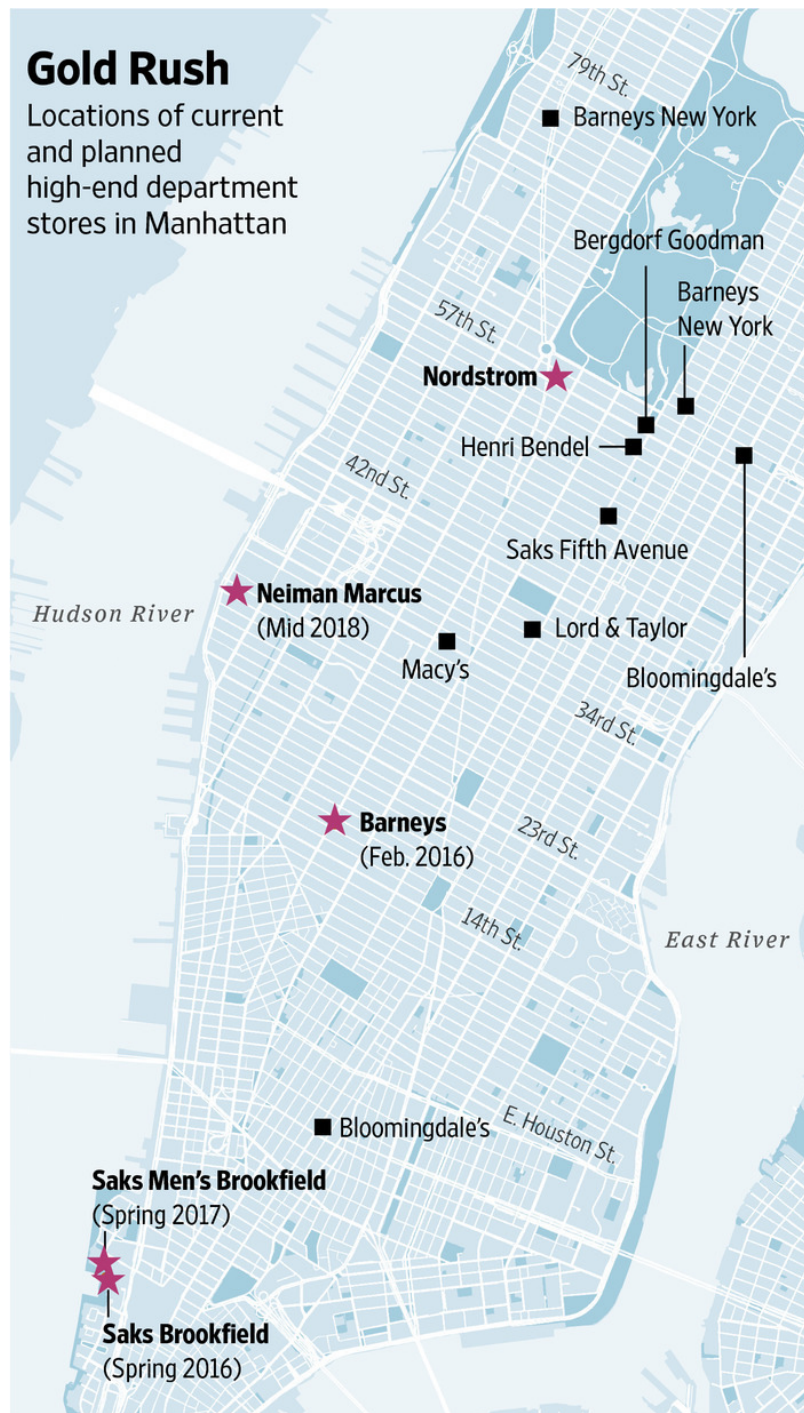 Gold Rush
Locations of current
and planned
high-end department
stores in Manhattan
79th St.
Barneys New York
Bergdorf Goodman
Barneys
New York
57th St.
Nordstrom
Henri Bendel
42nd St.
Saks Fifth Avenue
Neiman Marcus
(Mid 2018)
Hudson River
Lord & Taylor
Macy's
Bloomingdale's
34rd St.
Barneys
(Feb. 2016)
23rd St.
14th St.
East River
Bloomingdale's
E. Houston St.
Saks Men's Brookfield
(Spring 2017)
Saks Brookfield
(Spring 2016)